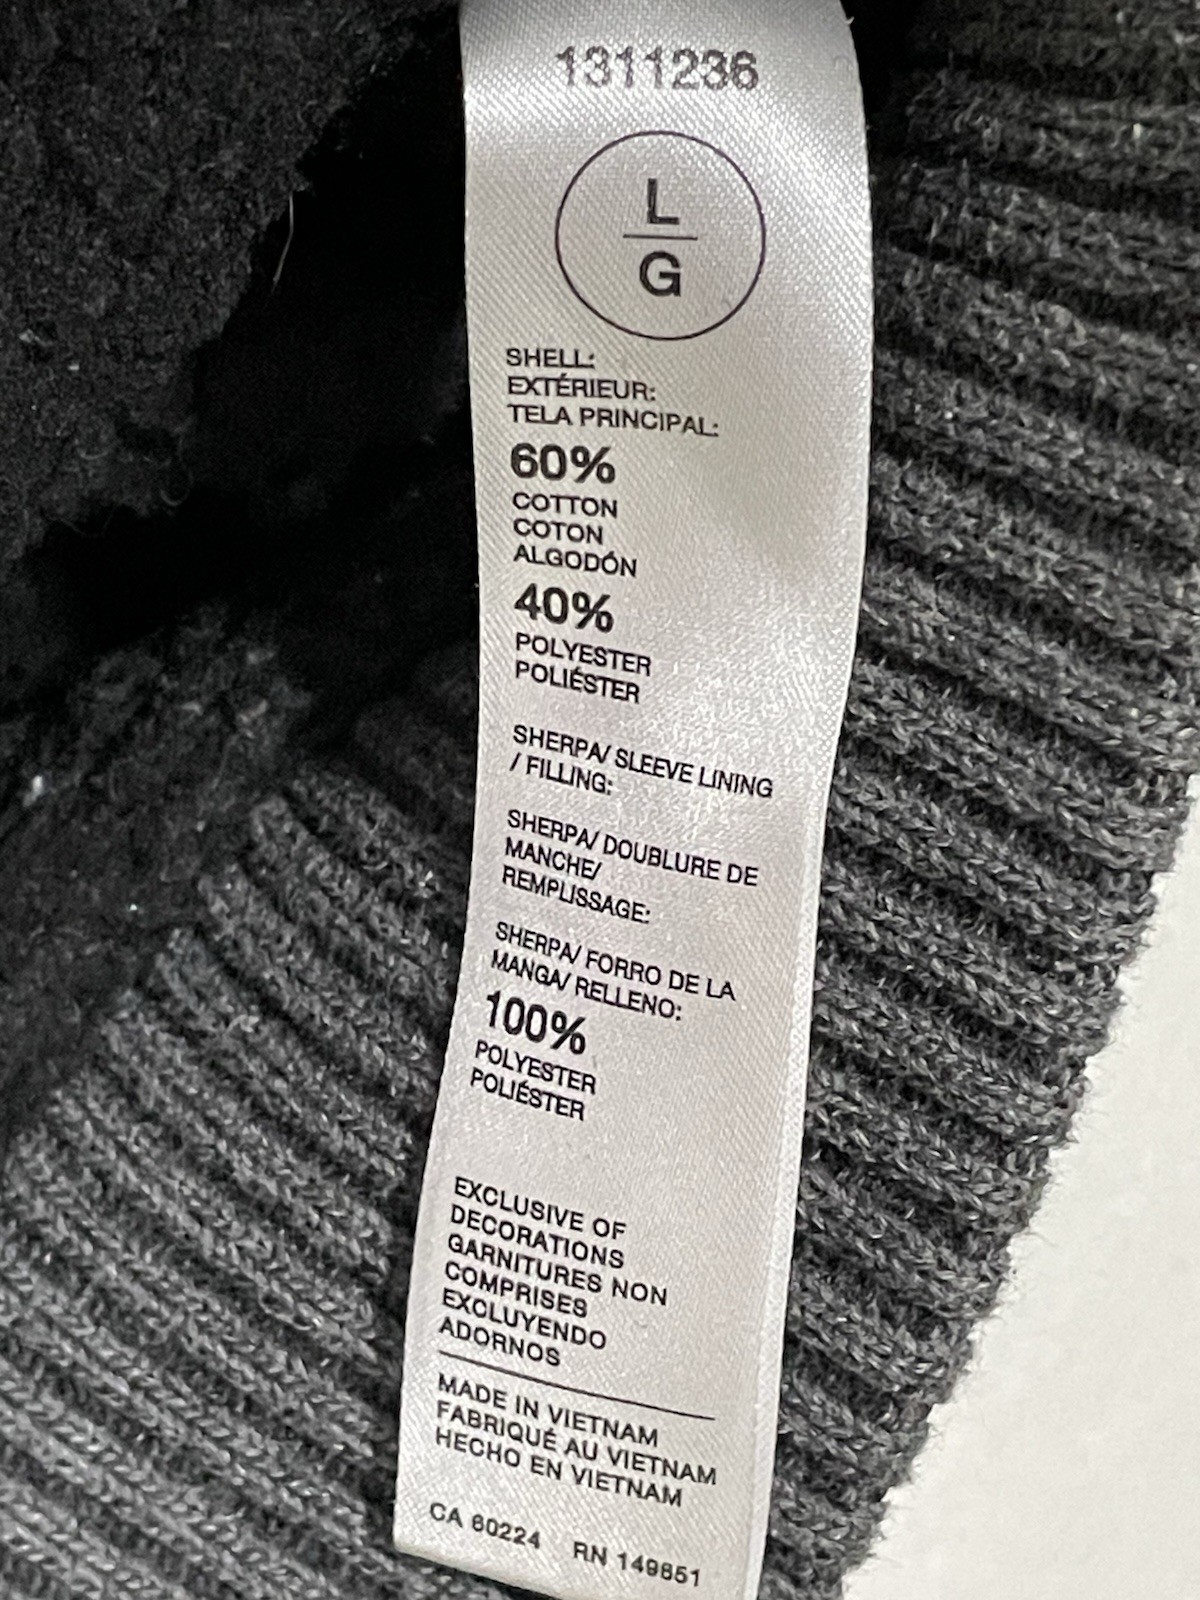 1311236
L
G
SHELL:
EXTÉRIEUR:
TELA PRINCIPAL:
60%
COTTON
COTON
ALGODÓN
40%
POLYESTER
POLIÉSTER
SHERPA/ SLEEVE LINING
/ FILLING:
SHERPA/ DOUBLURE DE
MANCHE/
REMPLISSAGE:
SHERPA/ FORRO DE LA
MANGA/ RELLENO:
100%
POLYESTER
POLIÉSTER
EXCLUSIVE OF
DECORATIONS
GARNITURES NON
COMPRISES
EXCLUYENDO
ADORNOS
MADE IN VIETNAM
FABRIQUÉ AU VIETNAM
HECHO EN VIETNAM
CA 60224 RN 149851